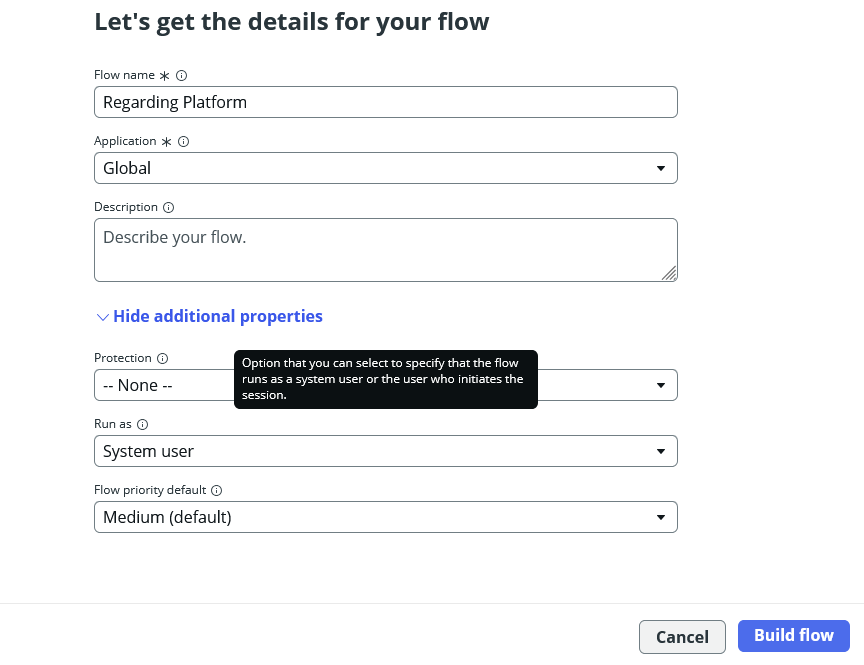 Let's get the details for your flow
Flow name *
Regarding Platform
Application *
Global
Description
Describe your flow.
Hide additional properties
Protection
Option that you can select to specify that the flow
runs as a system user or the user who initiates the
session.
-- None --
Run as
System user
Flow priority default
Medium (default)
Cancel
Build flow